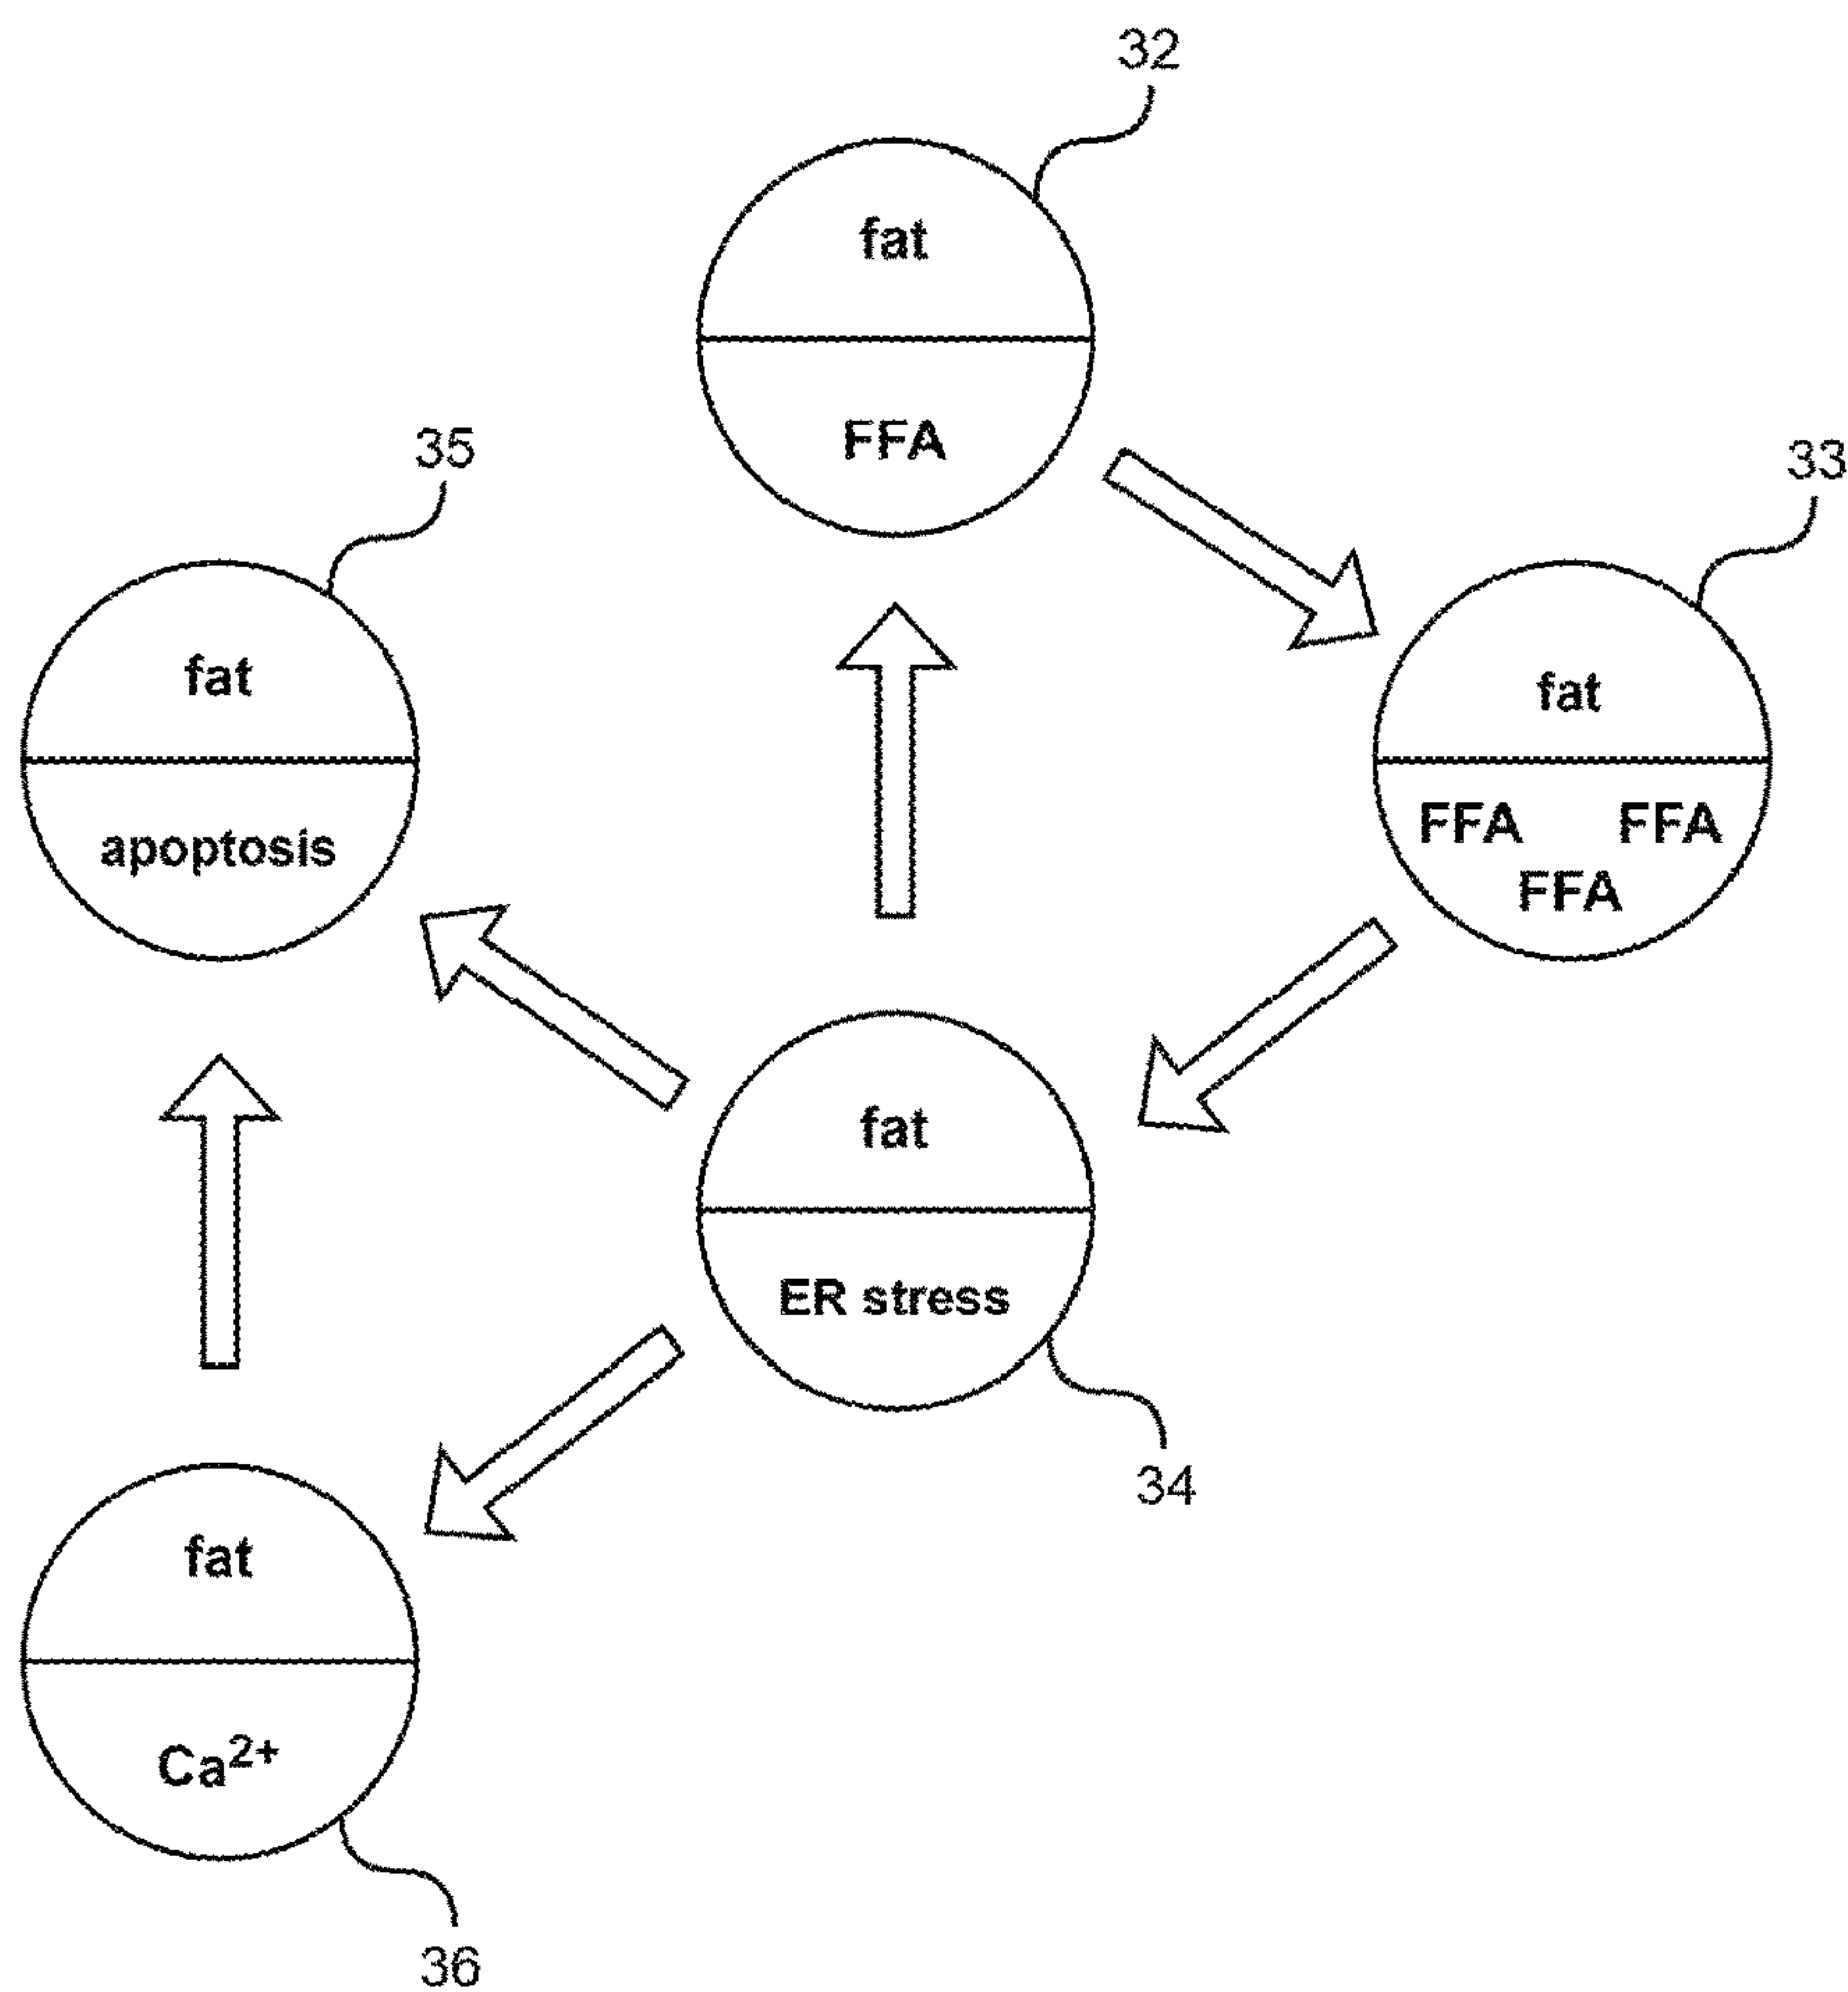 32
fat
FFA
35
33
fat
apoptosis
fat
FFA FFA
FFA
fat
ER stress
34
fat
Ca²⁺
36